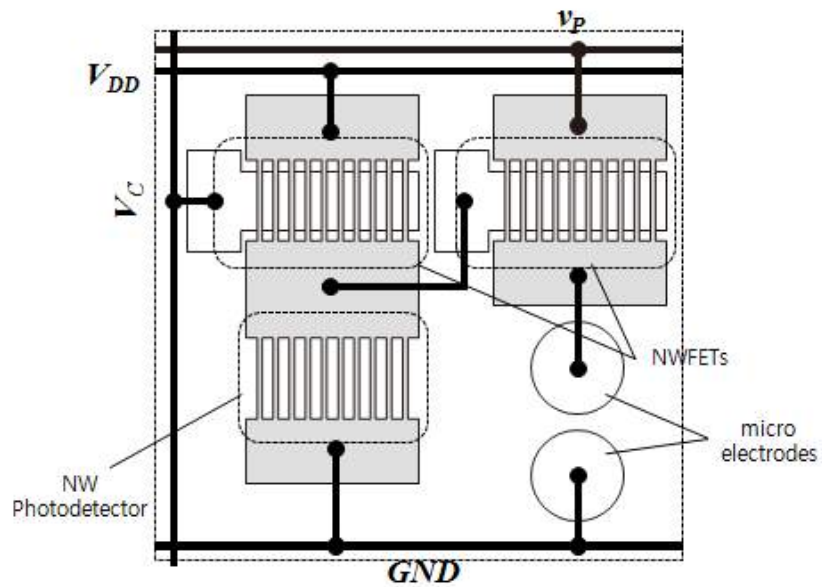 v_P
V_DD
V_C
NWFETs
micro
electrodes
NW
Photodetector
GND